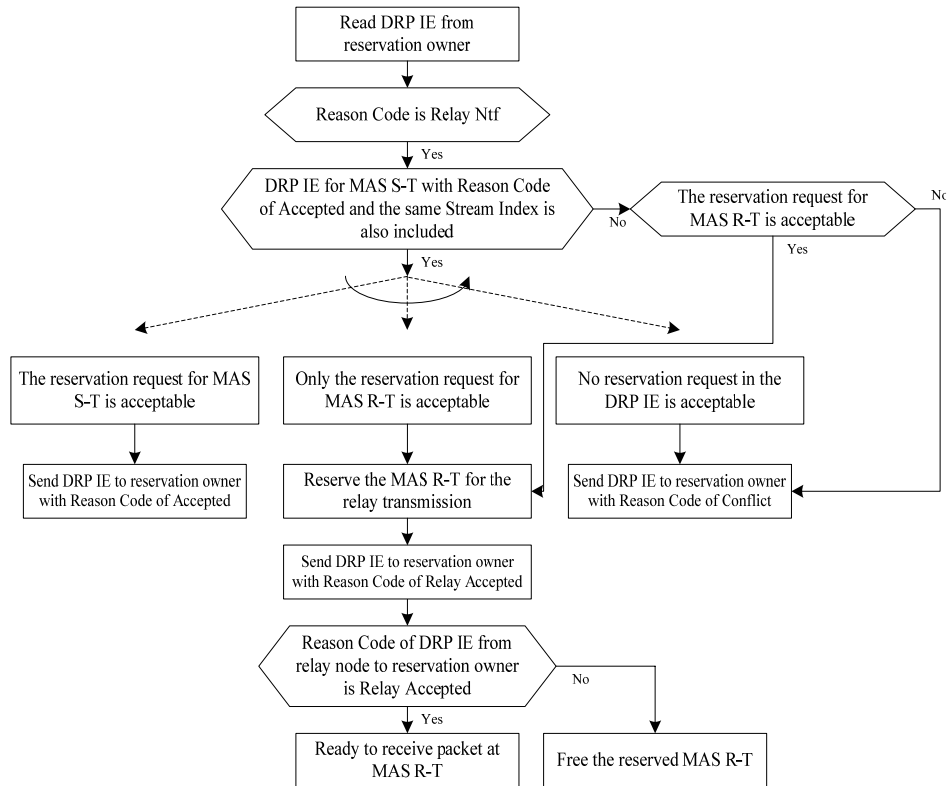 Read DRP IE from
reservation owner
Reason Code is Relay Ntf
Yes
DRP IE for MAS S-T with Reason Code
of Accepted and the same Stream Index is
also included
No
The reservation request for
MAS R-T is acceptable
No
Yes
Yes
The reservation request for MAS
S-T is acceptable
Only the reservation request for
MAS R-T is acceptable
No reservation request in the
DRP IE is acceptable
Send DRP IE to reservation owner
with Reason Code of Accepted
Reserve the MAS R-T for the
relay transmission
Send DRP IE to reservation owner
with Reason Code of Conflict
Send DRP IE to reservation owner
with Reason Code of Relay Accepted
Reason Code of DRP IE from
relay node to reservation owner
is Relay Accepted
No
Yes
Ready to receive packet at
MAS R-T
Free the reserved MAS R-T